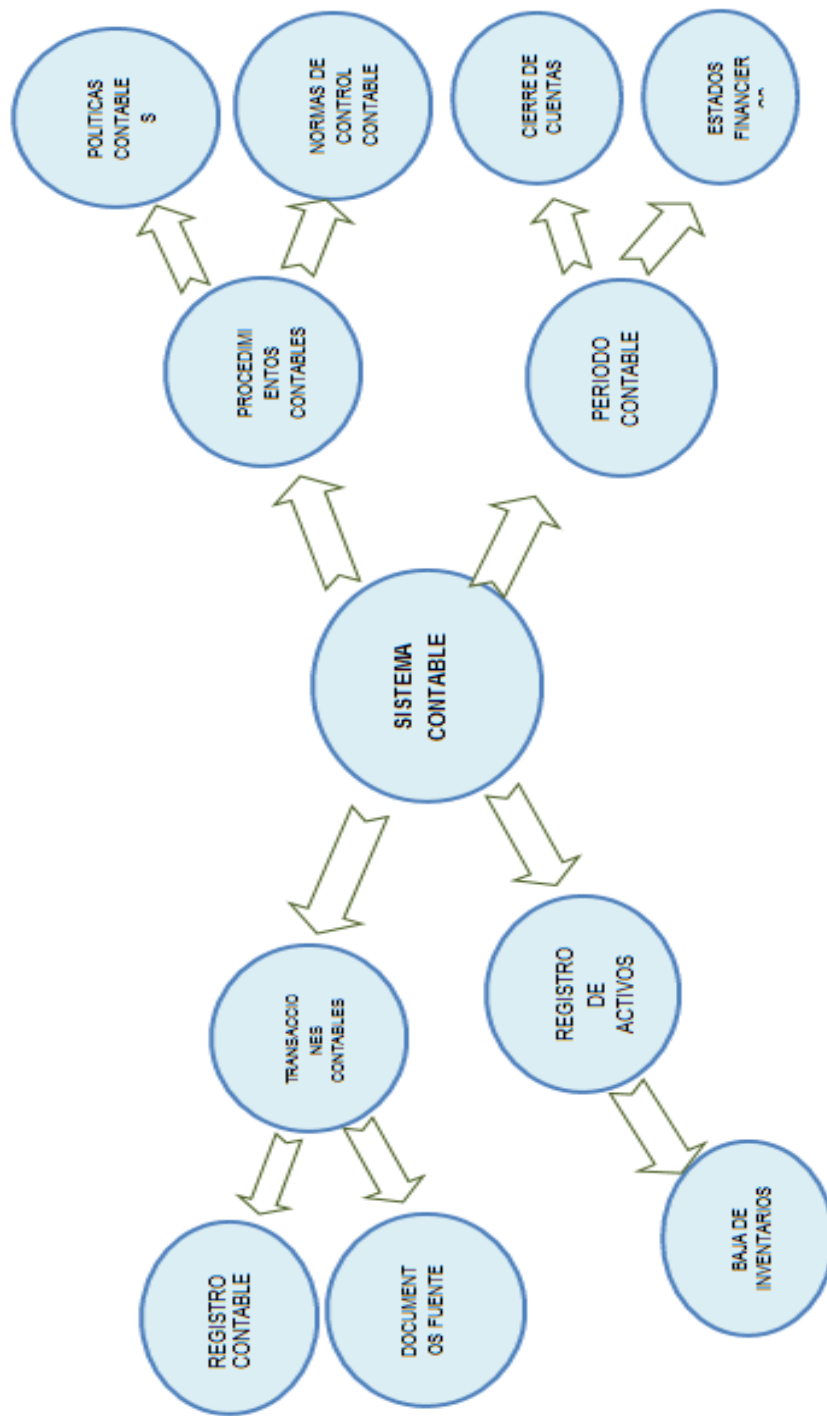 POLITICAS
CONTABLE
S
REGISTRO
CONTABLE
PROCEDIMI
ENTOS
CONTABLES
TRANSACCIO
NES
CONTABLES
NORMAS DE
CONTROL
CONTABLE
DOCUMENT
OS FUENTE
SISTEMA
CONTABLE
CIERRE DE
CUENTAS
REGISTRO
DE
ACTIVOS
PERIODO
CONTABLE
ESTADOS
FINANCIER
BAJA DE
INVENTARIOS